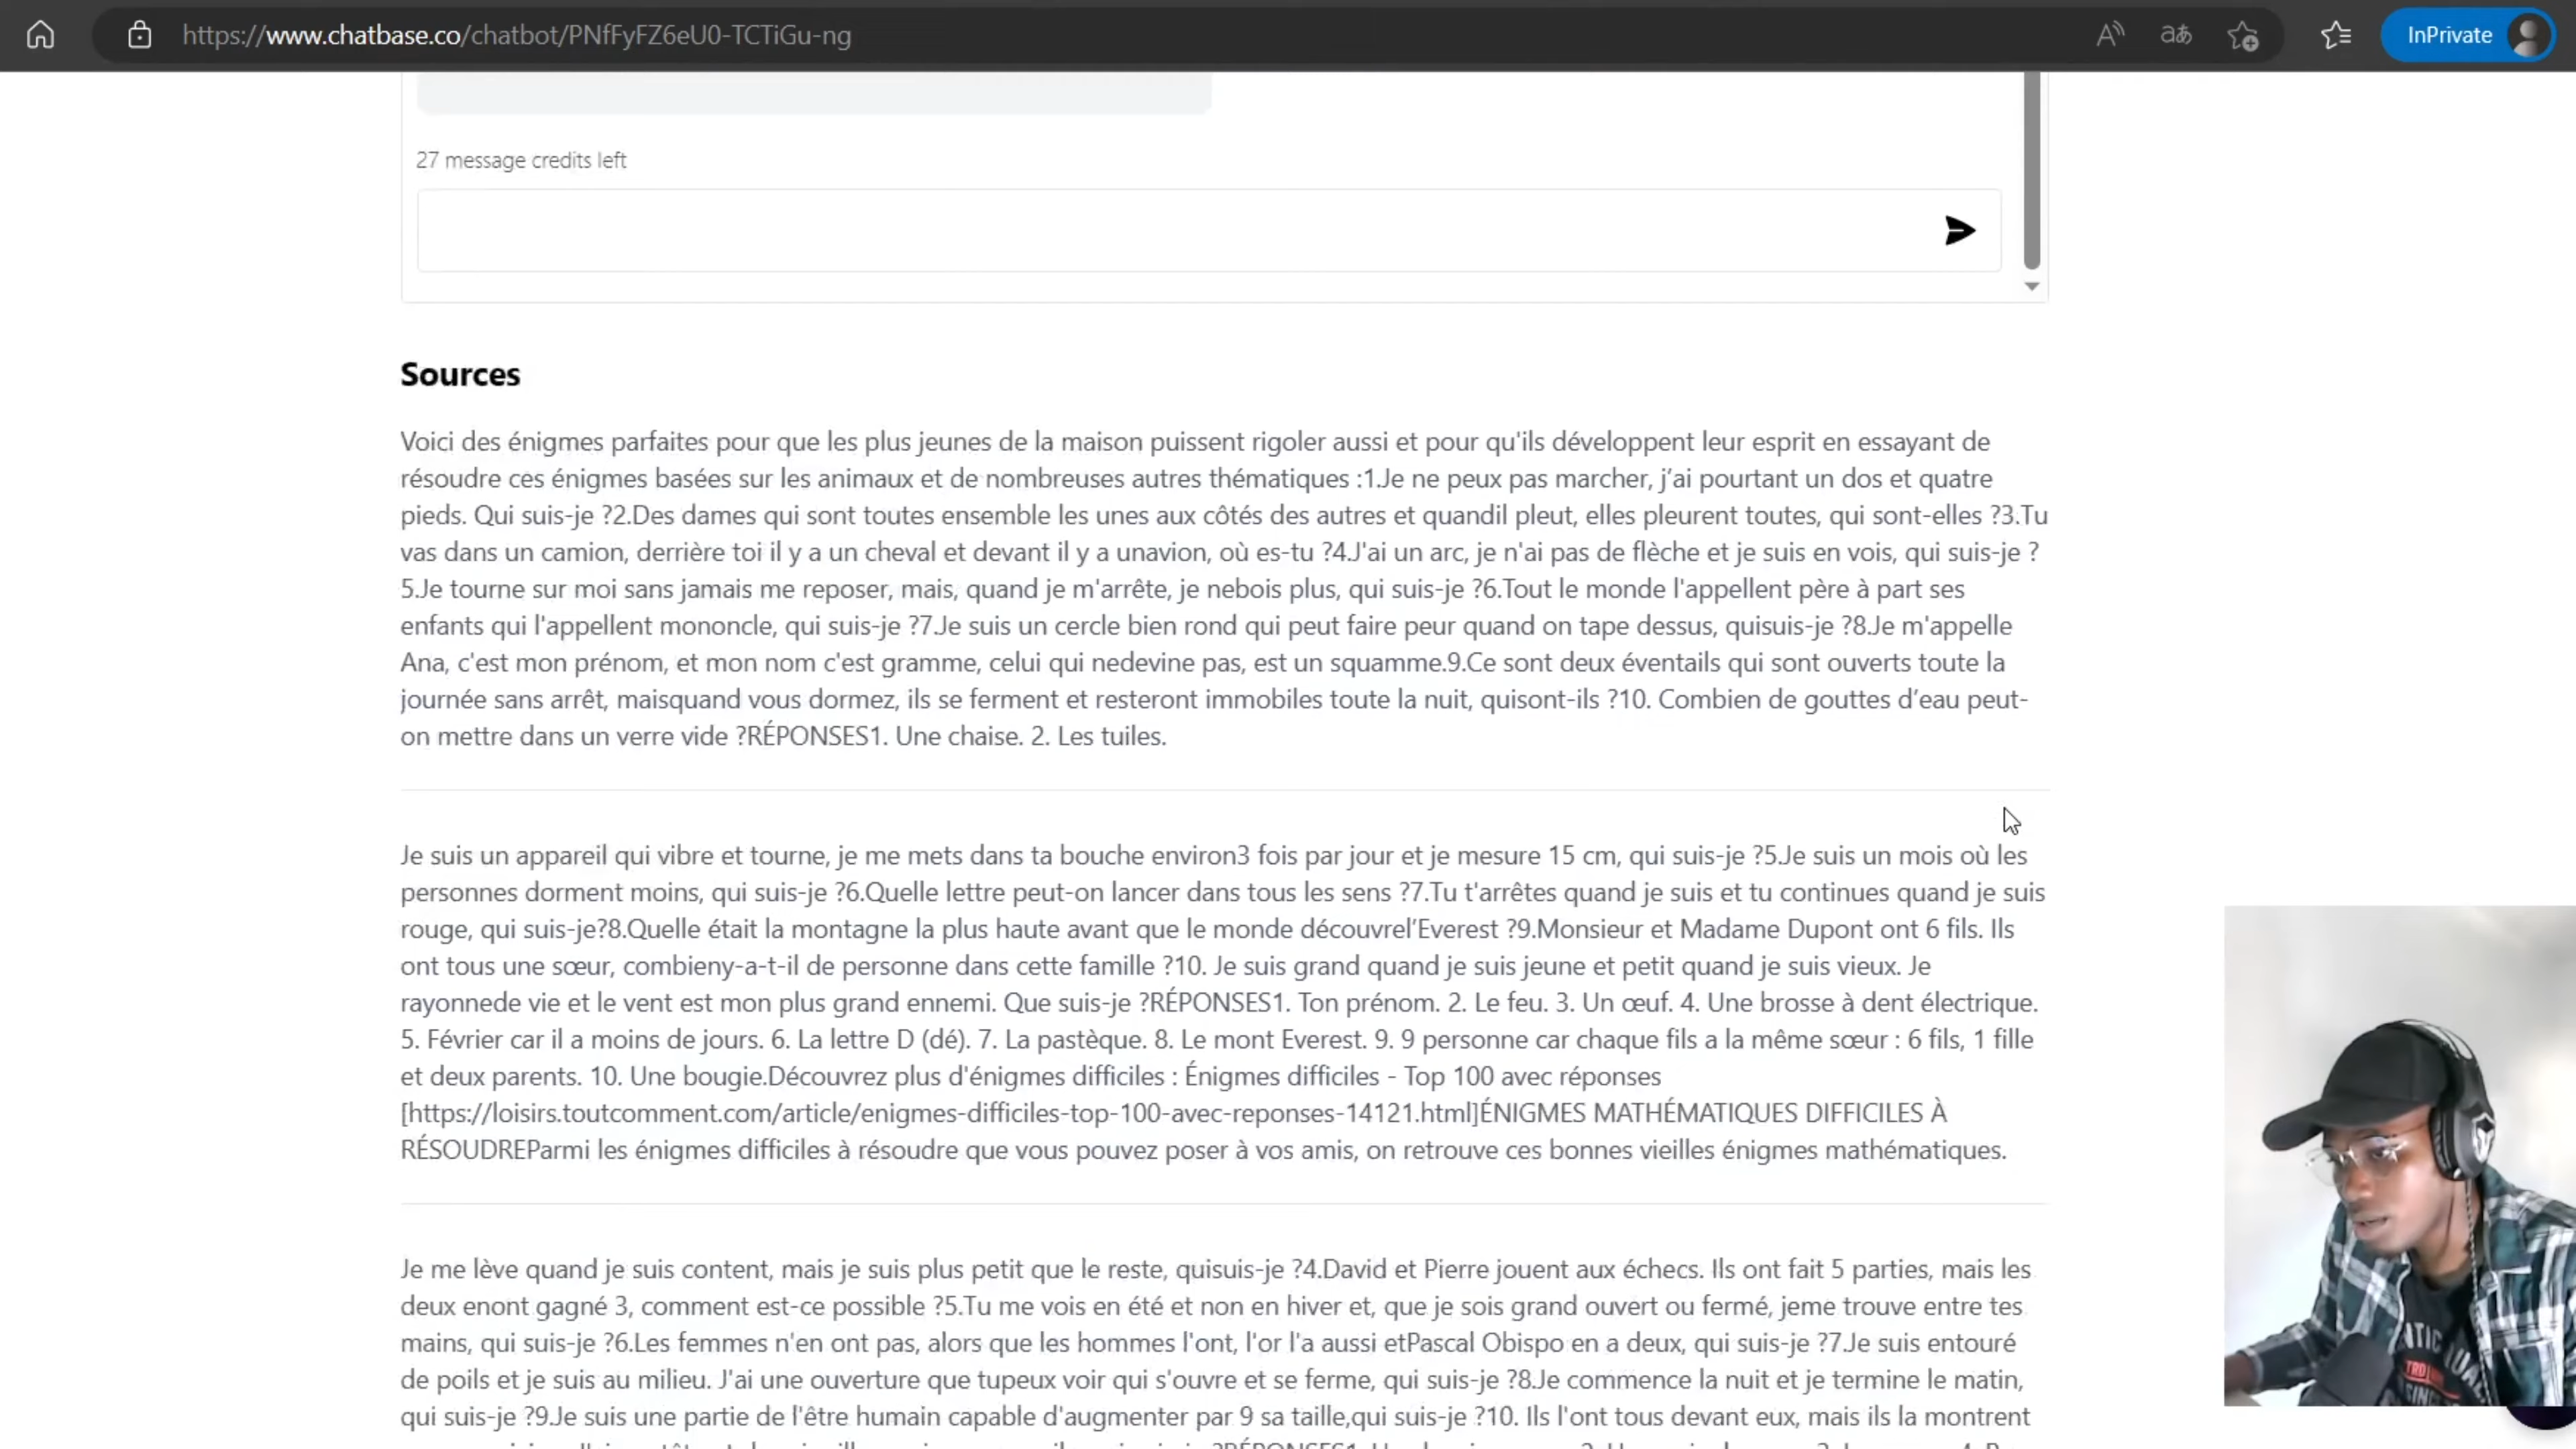 https://www.chatbase.co/chatbot/PNfFyFZ6eU0-TCTiGu-ng
InPrivate
27 message credits left
Sources
Voici des énigmes parfaites pour que les plus jeunes de la maison puissent rigoler aussi et pour qu'ils développent leur esprit en essayant de
résoudre ces énigmes basées sur les animaux et de nombreuses autres thématiques :1.Je ne peux pas marcher, j’ai pourtant un dos et quatre
pieds. Qui suis-je ?2.Des dames qui sont toutes ensemble les unes aux côtés des autres et quandil pleut, elles pleurent toutes, qui sont-elles ?3.Tu
vas dans un camion, derrière toi il y a un cheval et devant il y a unavion, où es-tu ?4.J'ai un arc, je n'ai pas de flèche et je suis en vois, qui suis-je ?
5.Je tourne sur moi sans jamais me reposer, mais, quand je m'arrête, je nebois plus, qui suis-je ?6.Tout le monde l'appellent père à part ses
enfants qui l'appellent mononcle, qui suis-je ?7.Je suis un cercle bien rond qui peut faire peur quand on tape dessus, quisuis-je ?8.Je m'appelle
Ana, c'est mon prénom, et mon nom c'est gramme, celui qui nedevine pas, est un squamme.9.Ce sont deux éventails qui sont ouverts toute la
journée sans arrêt, maisquand vous dormez, ils se ferment et resteront immobiles toute la nuit, quisont-ils ?10. Combien de gouttes d’eau peut-
on mettre dans un verre vide ?RÉPONSES1. Une chaise. 2. Les tuiles.
Je suis un appareil qui vibre et tourne, je me mets dans ta bouche environ3 fois par jour et je mesure 15 cm, qui suis-je ?5.Je suis un mois où les
personnes dorment moins, qui suis-je ?6.Quelle lettre peut-on lancer dans tous les sens ?7.Tu t'arrêtes quand je suis et tu continues quand je suis
rouge, qui suis-je?8.Quelle était la montagne la plus haute avant que le monde découvrel’Everest ?9.Monsieur et Madame Dupont ont 6 fils. Ils
ont tous une sœur, combieny-a-t-il de personne dans cette famille ?10. Je suis grand quand je suis jeune et petit quand je suis vieux. Je
rayonnede vie et le vent est mon plus grand ennemi. Que suis-je ?RÉPONSES1. Ton prénom. 2. Le feu. 3. Un œuf. 4. Une brosse à dent électrique.
5. Février car il a moins de jours. 6. La lettre D (dé). 7. La pastèque. 8. Le mont Everest. 9. 9 personne car chaque fils a la même sœur : 6 fils, 1 fille
et deux parents. 10. Une bougie.Découvrez plus d'énigmes difficiles : Énigmes difficiles - Top 100 avec réponses
[https://loisirs.toutcomment.com/article/enigmes-difficiles-top-100-avec-reponses-14121.html]ÉNIGMES MATHÉMATIQUES DIFFICILES À
RÉSOUDREParmi les énigmes difficiles à résoudre que vous pouvez poser à vos amis, on retrouve ces bonnes vieilles énigmes mathématiques.
Je me lève quand je suis content, mais je suis plus petit que le reste, quisuis-je ?4.David et Pierre jouent aux échecs. Ils ont fait 5 parties, mais les
deux enont gagné 3, comment est-ce possible ?5.Tu me vois en été et non en hiver et, que je sois grand ouvert ou fermé, jeme trouve entre tes
mains, qui suis-je ?6.Les femmes n'en ont pas, alors que les hommes l'ont, l'or l'a aussi etPascal Obispo en a deux, qui suis-je ?7.Je suis entouré
de poils et je suis au milieu. J'ai une ouverture que tupeux voir qui s'ouvre et se ferme, qui suis-je ?8.Je commence la nuit et je termine le matin,
qui suis-je ?9.Je suis une partie de l'être humain capable d'augmenter par 9 sa taille,qui suis-je ?10. Ils l'ont tous devant eux, mais ils la montrent